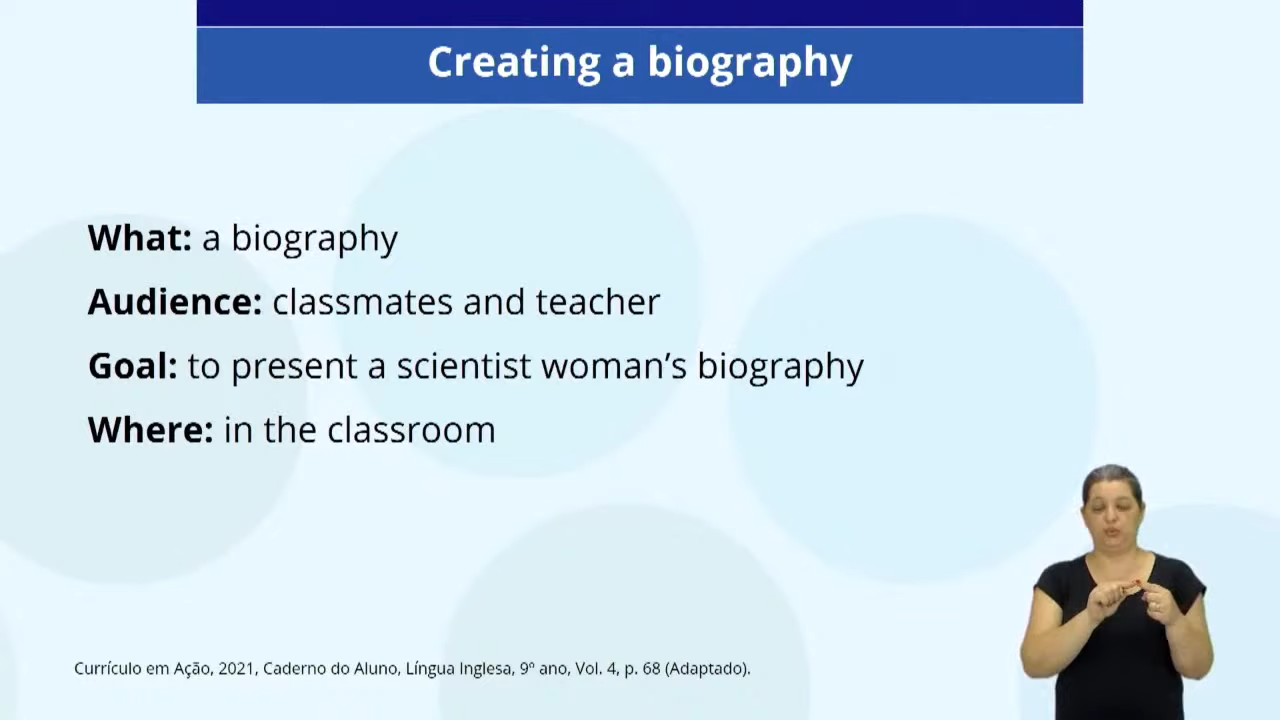 Creating a biography
What: a biography
Audience: classmates and teacher
Goal: to present a scientist woman’s biography
Where: in the classroom
Currículo em Ação, 2021, Caderno do Aluno, Língua Inglesa, 9º ano, Vol. 4, p. 68 (Adaptado).